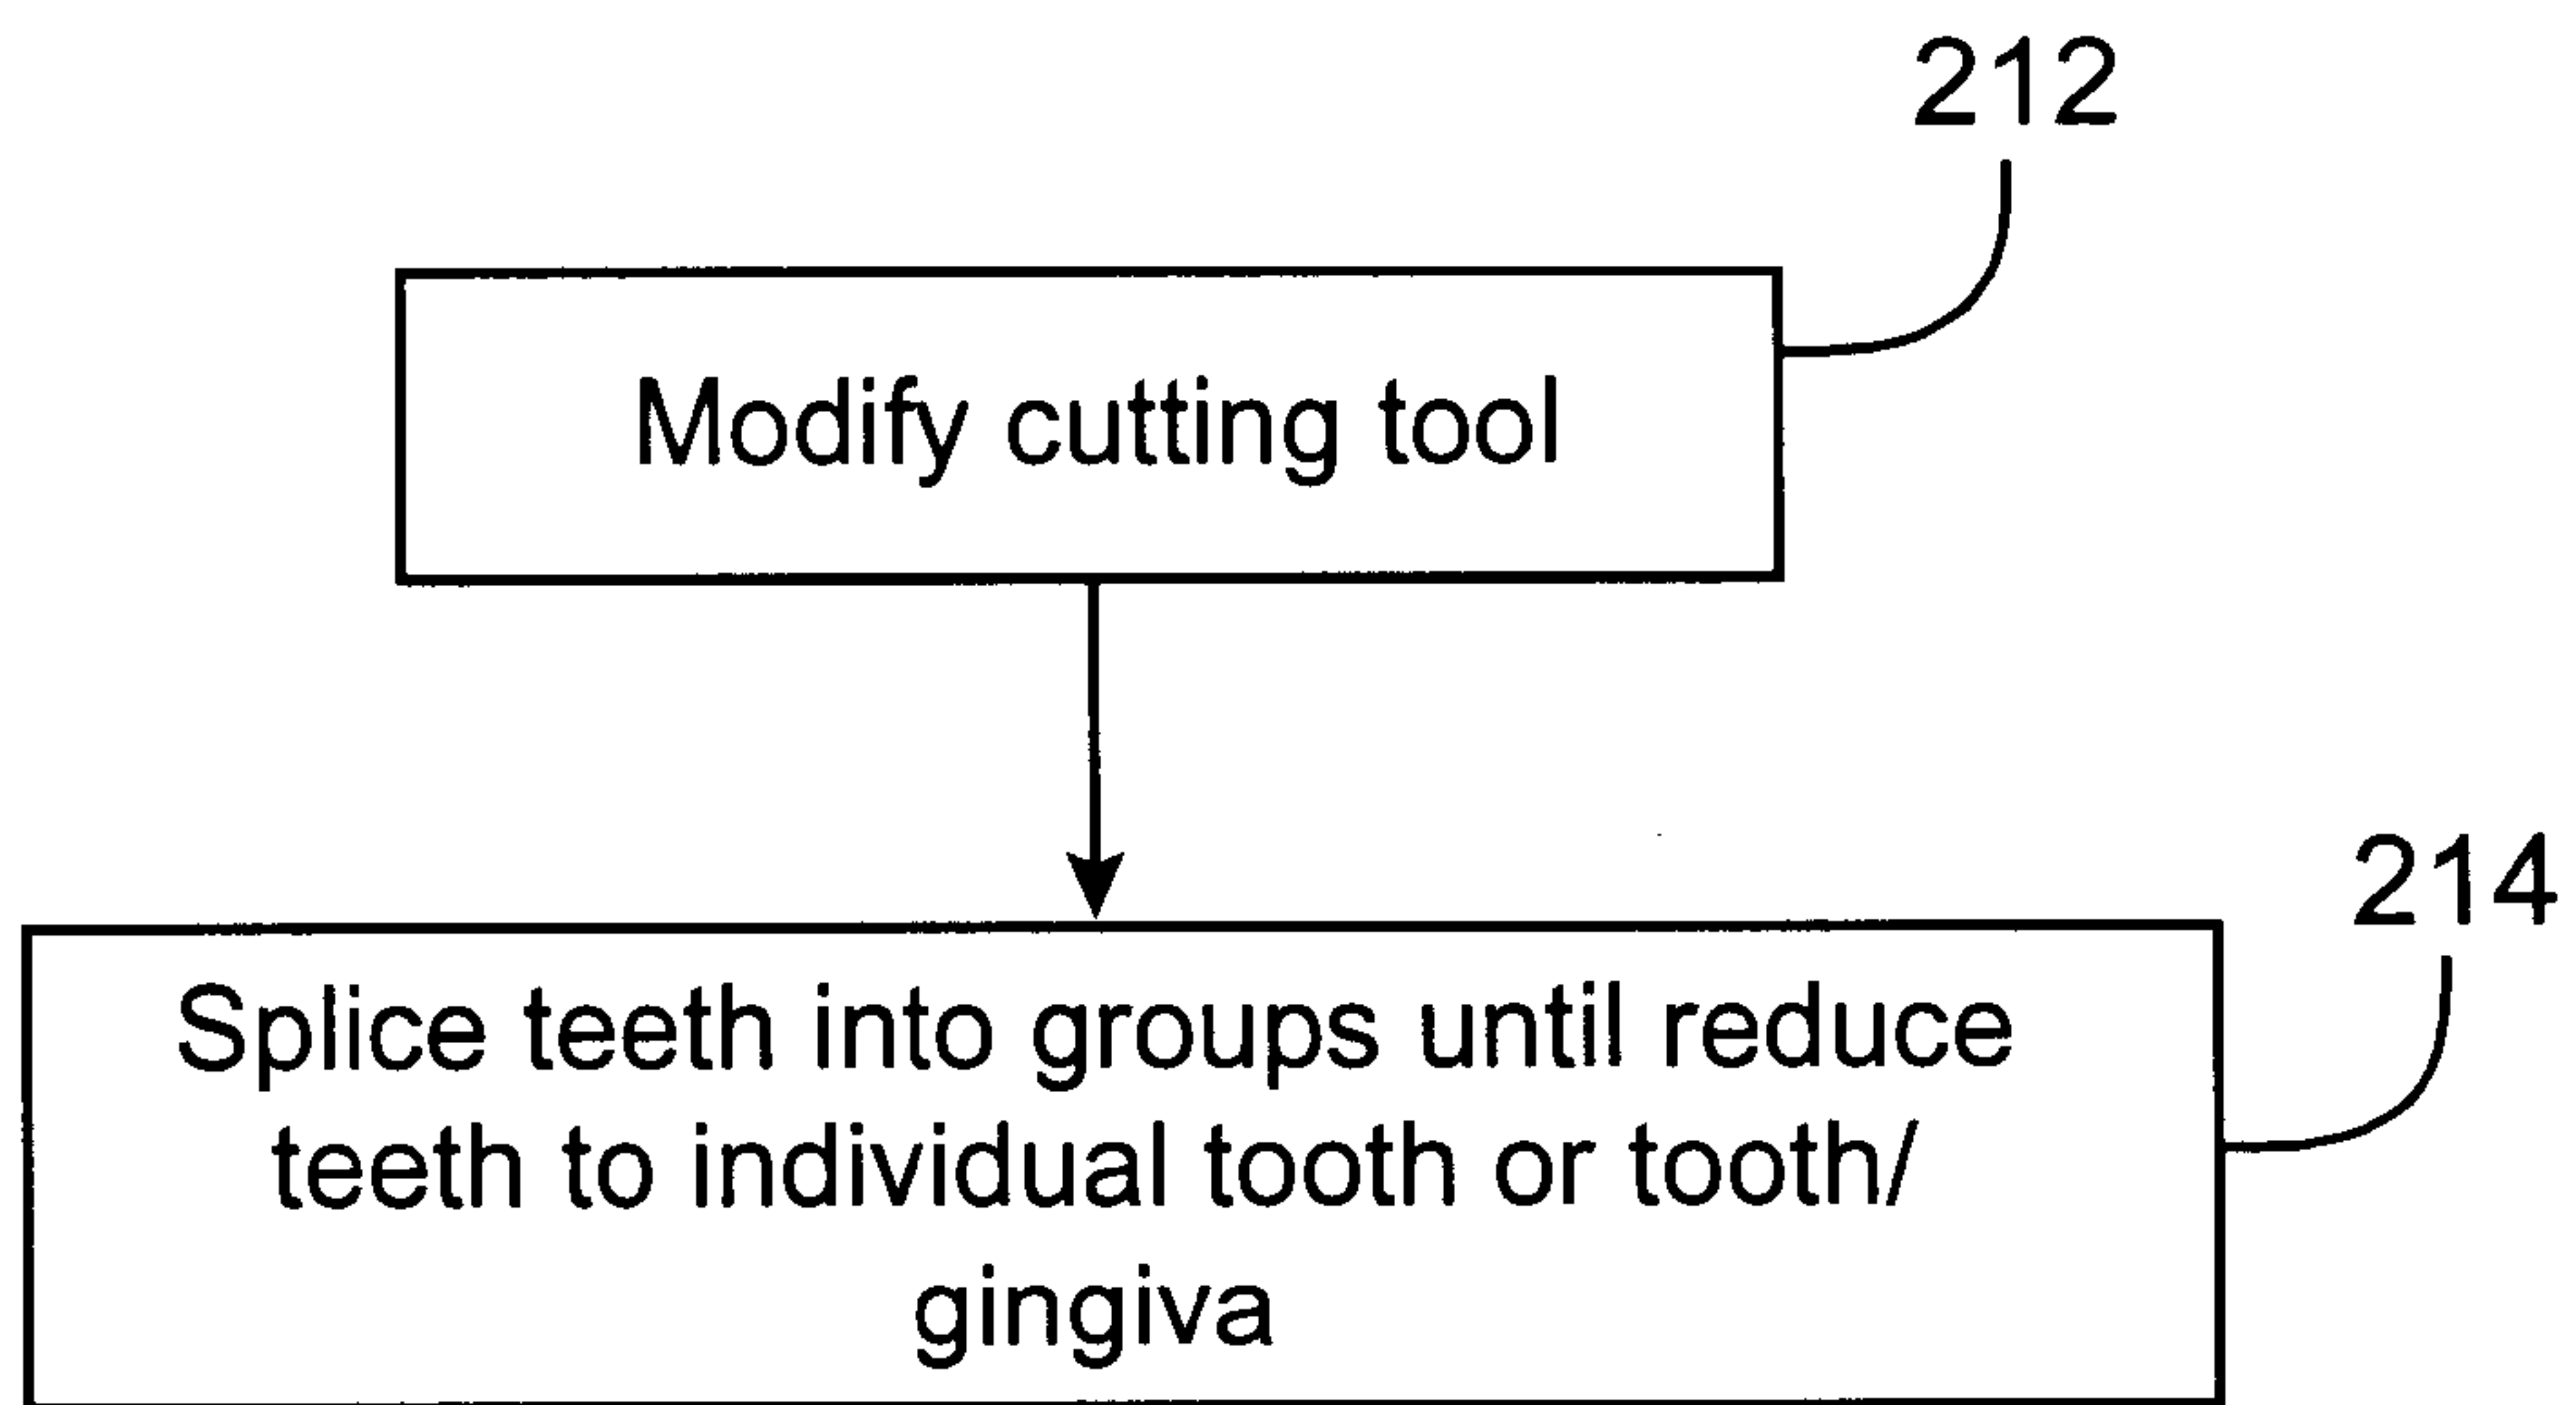 212
Modify cutting tool
214
Splice teeth into groups until reduce
teeth to individual tooth or tooth/
gingiva